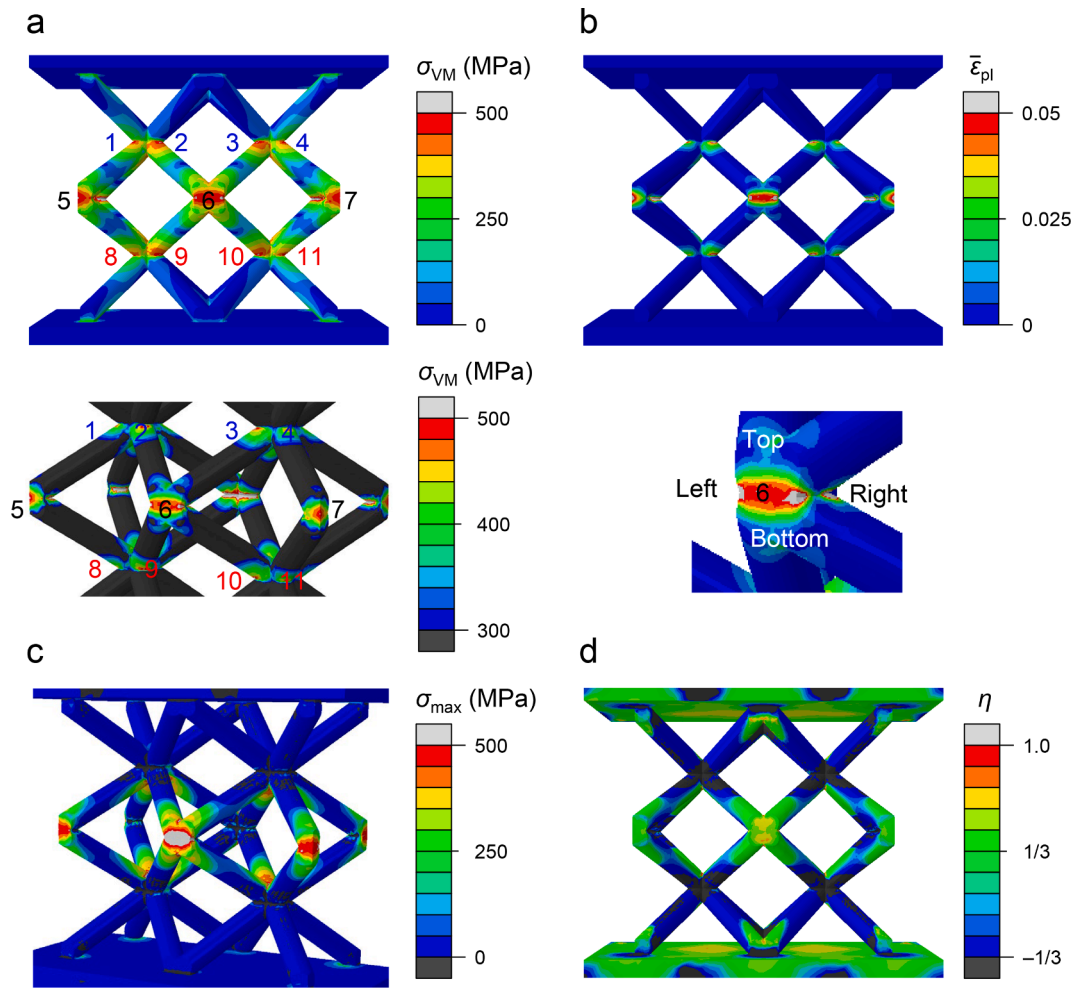 a
σVM (MPa)
500
250
0
1 2 3 4
5 6 7
8 9 10 11
b
ε̅pl
0.05
0.025
0
σVM (MPa)
500
400
300
1 2 3 4
5 6 7
8 9 10 11
Top
Left 6 Right
Bottom
c
σmax (MPa)
500
250
0
d
η
1.0
1/3
–1/3